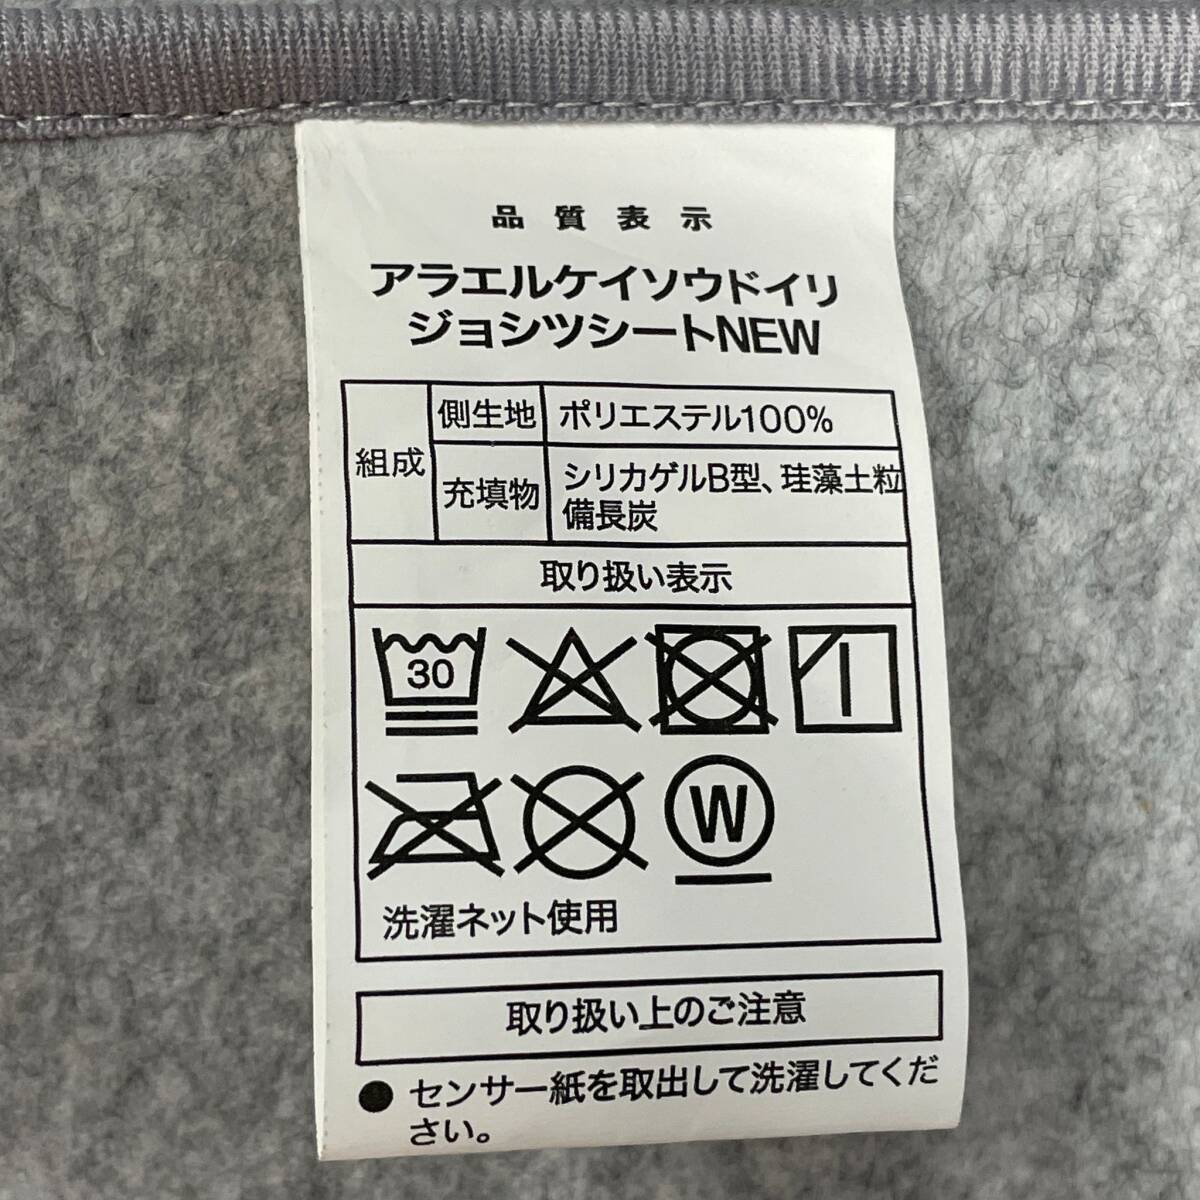 品質表示
アラエルケイソウドイリ
ジョシツシートNEW
組成
側生地
ポリエステル100%
充填物
シリカゲルB型、珪藻土粒
備長炭
取り扱い表示
30
W
洗濯ネット使用
取り扱い上のご注意
● センサー紙を取出して洗濯してくだ
さい。